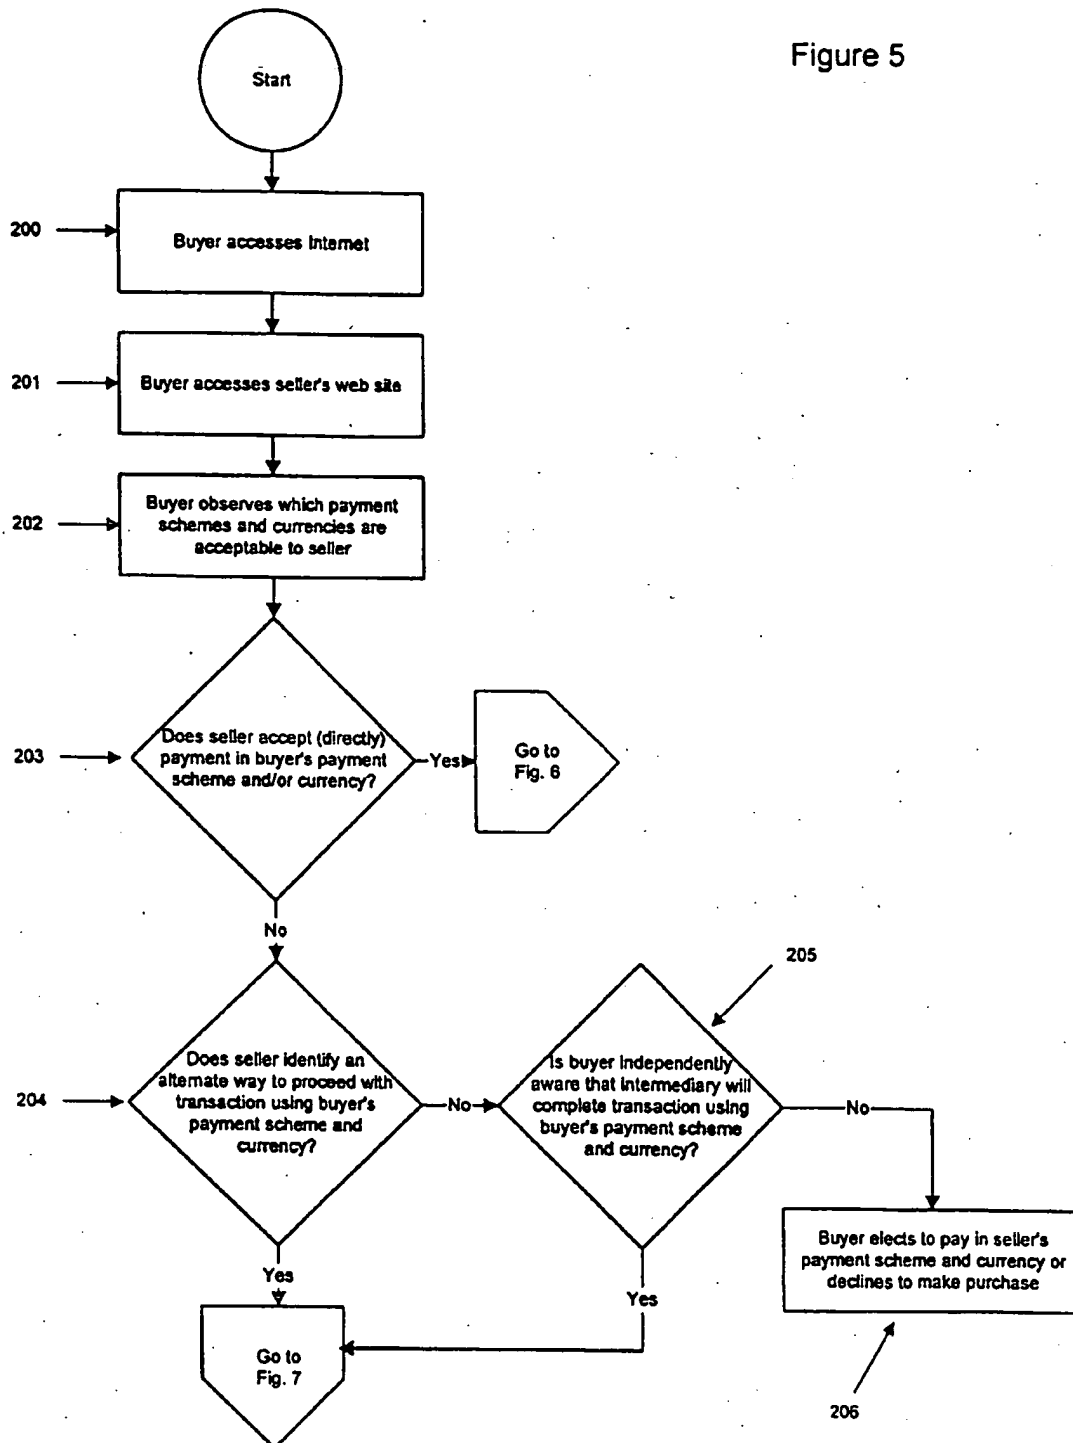 Figure 5
Start
200
Buyer accesses Internet
201
Buyer accesses seller's web site
202
Buyer observes which payment
schemes and currencies are
acceptable to seller
203
Does seller accept (directly)
payment in buyer's payment
scheme and/or currency?
Yes
Go to
Fig. 6
No
204
Does seller identify an
alternate way to proceed with
transaction using buyer's
payment scheme and
currency?
No
205
Is buyer independently
aware that intermediary will
complete transaction using
buyer's payment scheme
and currency?
No
Buyer elects to pay in seller's
payment scheme and currency or
declines to make purchase
206
Yes
Yes
Go to
Fig. 7